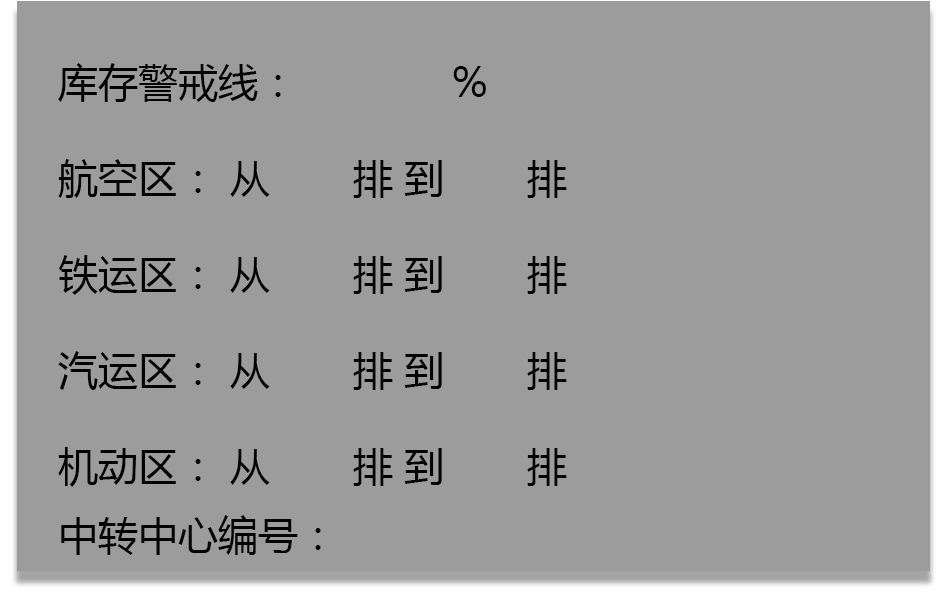 库存警戒线： %
航空区： 从 排 到 排
铁运区： 从 排 到 排
汽运区： 从 排 到 排
机动区： 从 排 到 排
中转中心编号：